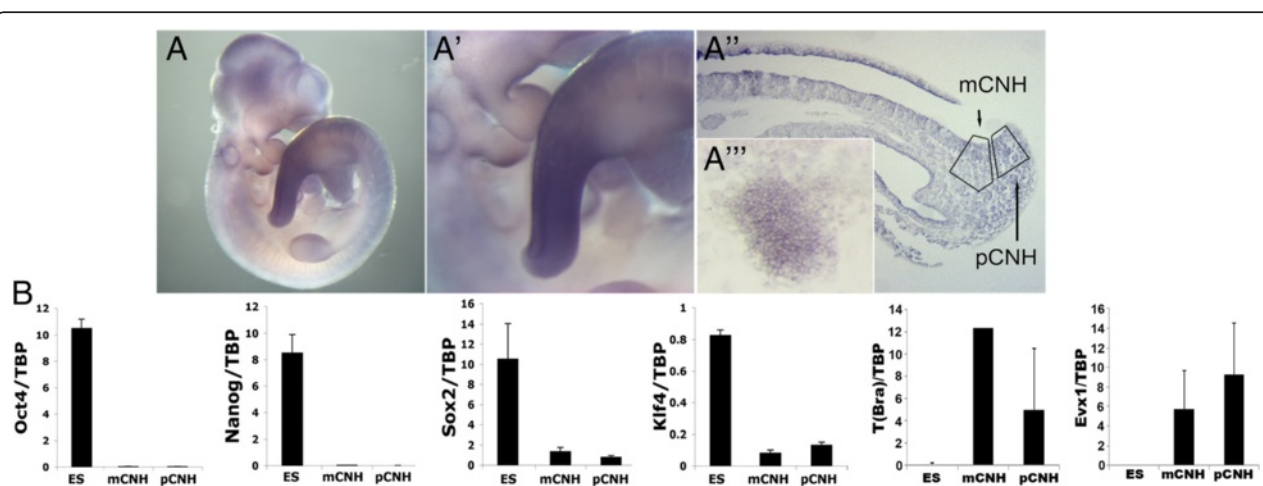 A
A'
A''
mCNH
A'''
pCNH
B
Oct4/TBP
12
10
8
6
4
2
0
ES mCNH pCNH
Nanog/TBP
12
10
8
6
4
2
0
ES mCNH pCNH
Sox2/TBP
16
14
12
10
8
6
4
2
0
ES mCNH pCNH
Klf4/TBP
1
0.8
0.6
0.4
0.2
0
ES mCNH pCNH
T(Bra)/TBP
14
12
10
8
6
4
2
0
ES mCNH pCNH
Evx1/TBP
16
14
12
10
8
6
4
2
0
ES mCNH pCNH